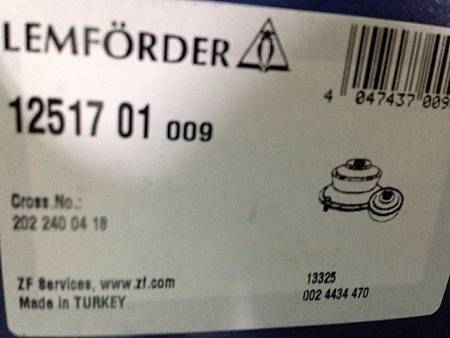 LEMFÖRDER
4 047437 009
12517 01 009
Cross No.:
202 240 04 18
ZF Services, www.zf.com
Made in TURKEY
13325
002 4434 470